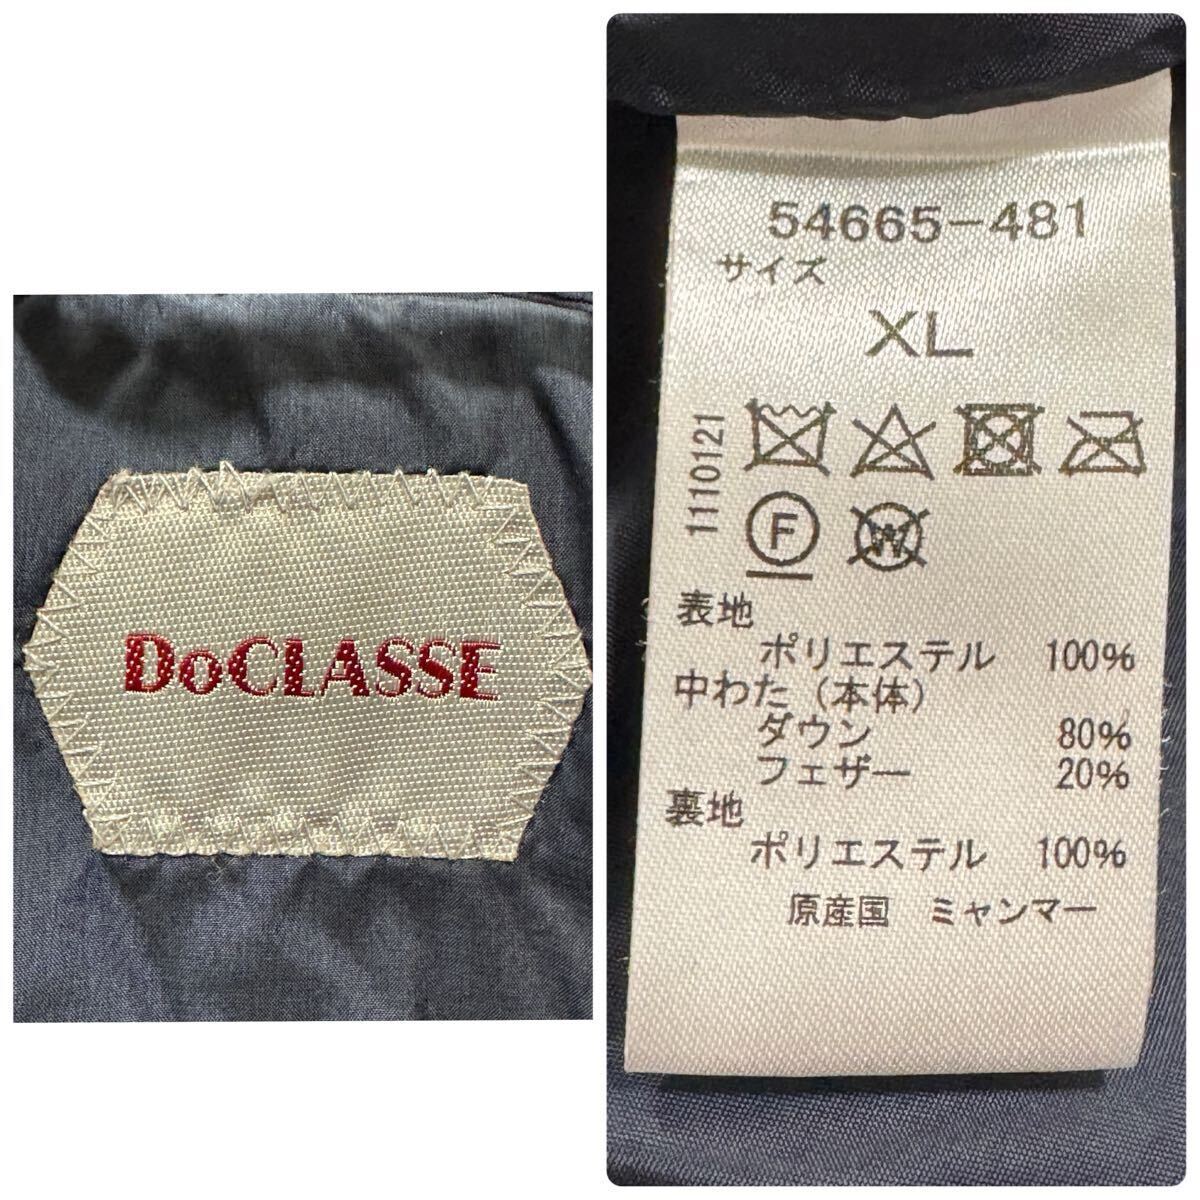 DoCLASSE
54665-481
サイズ
XL
1110121
F
W
表地
ポリエステル 100%
中わた (本体)
ダウン 80%
フェザー 20%
裏地
ポリエステル 100%
原産国 ミャンマー